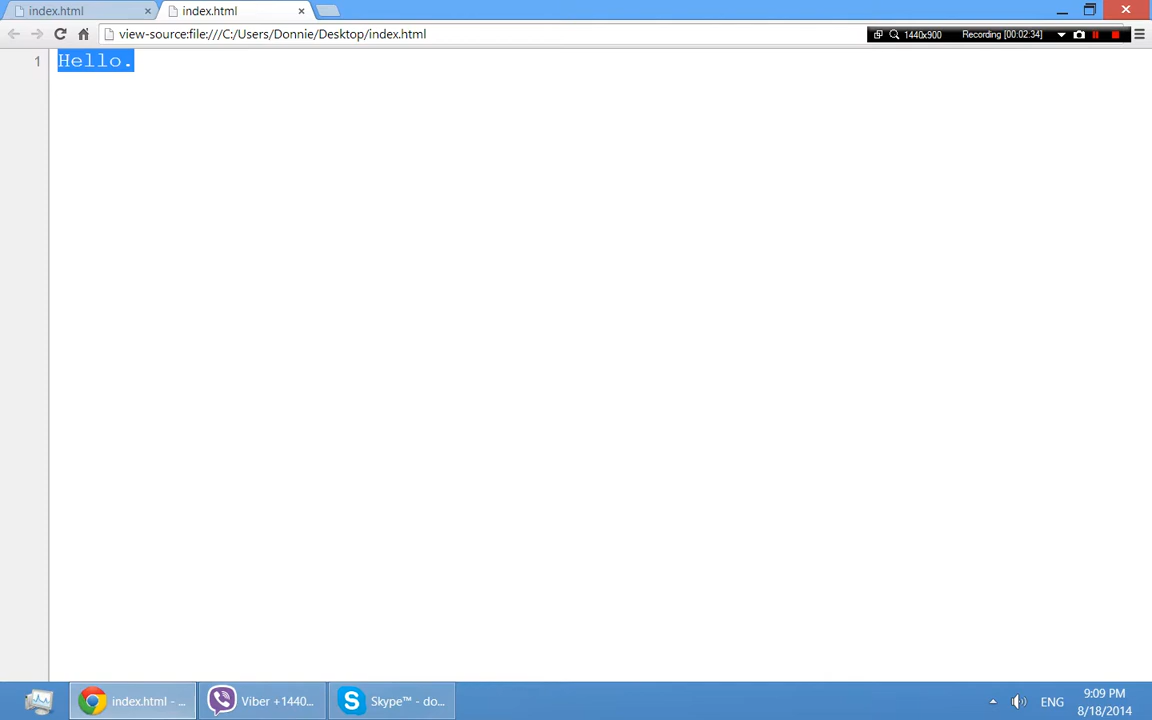 index.html
index.html
view-source:file:///C:/Users/Donnie/Desktop/index.html
1440x900
Recording [00:02:34]
1
Hello.
index.html - ...
Viber +1440...
Skype™ - do...
ENG
9:09 PM
8/18/2014